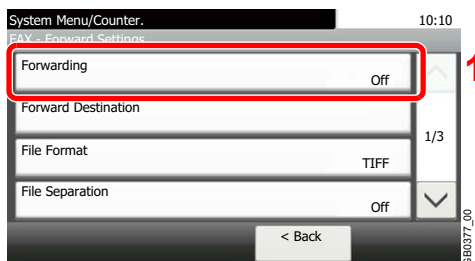 System Menu/Counter.
10:10
FAX - Forward Settings
Forwarding
Off
1
Forward Destination
1/3
File Format
TIFF
File Separation
Off
< Back
GB0377_00